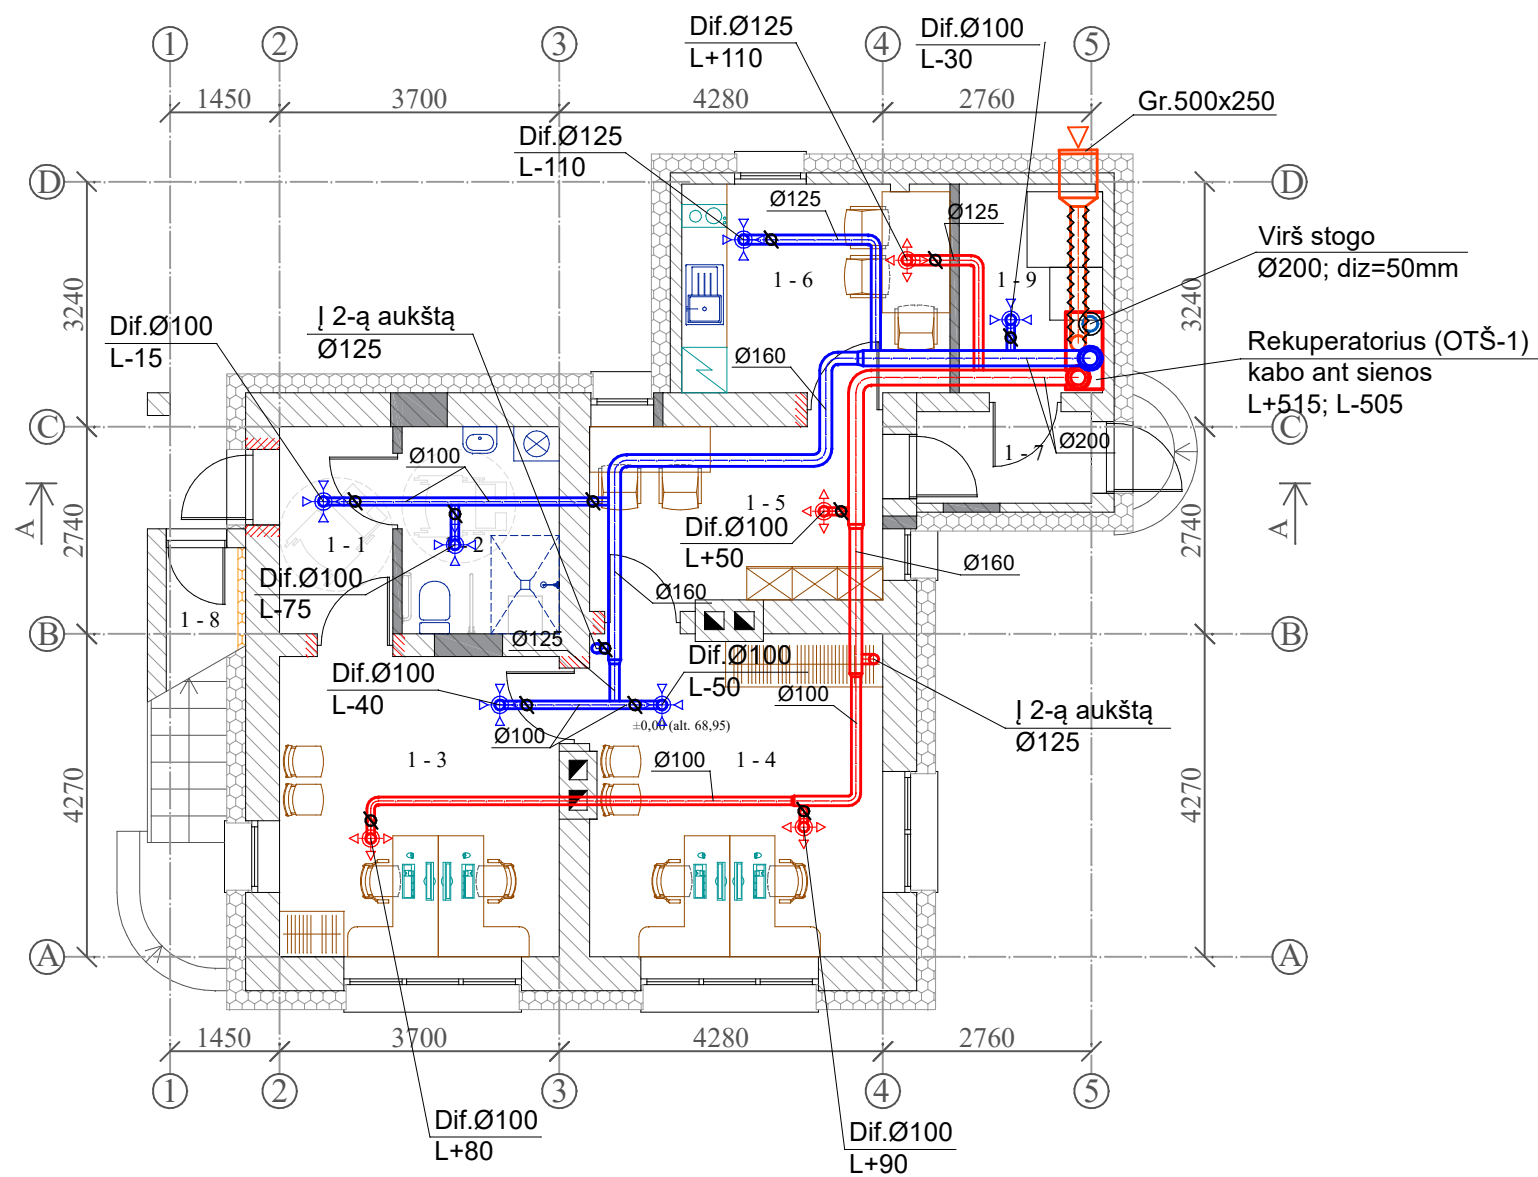 1
2
3
4
5
Dif.Ø125
L+110
Dif.Ø100
L-30
1450
3700
4280
2760
Gr.500x250
Dif.Ø125
L-110
D
D
Ø125
Ø125
Virš stogo
Ø200; diz=50mm
1 - 6
1 - 9
3240
3240
Į 2-ą aukštą
Ø125
Dif.Ø100
L-15
Ø160
Rekuperatorius (OTŠ-1)
kabo ant sienos
L+515; L-505
C
C
Ø200
1 - 7
Ø100
A
A
1 - 5
Dif.Ø100
L+50
2740
2740
1 - 1
2
Dif.Ø100
L-75
Ø160
Ø160
1 - 8
B
B
Ø125
Dif.Ø100
L-40
Dif.Ø100
L-50
Ø100
Į 2-ą aukštą
Ø125
±0,00 (alt. 68,95)
Ø100
1 - 3
Ø100
1 - 4
4270
4270
A
A
1450
3700
4280
2760
1
2
3
4
5
Dif.Ø100
L+80
Dif.Ø100
L+90